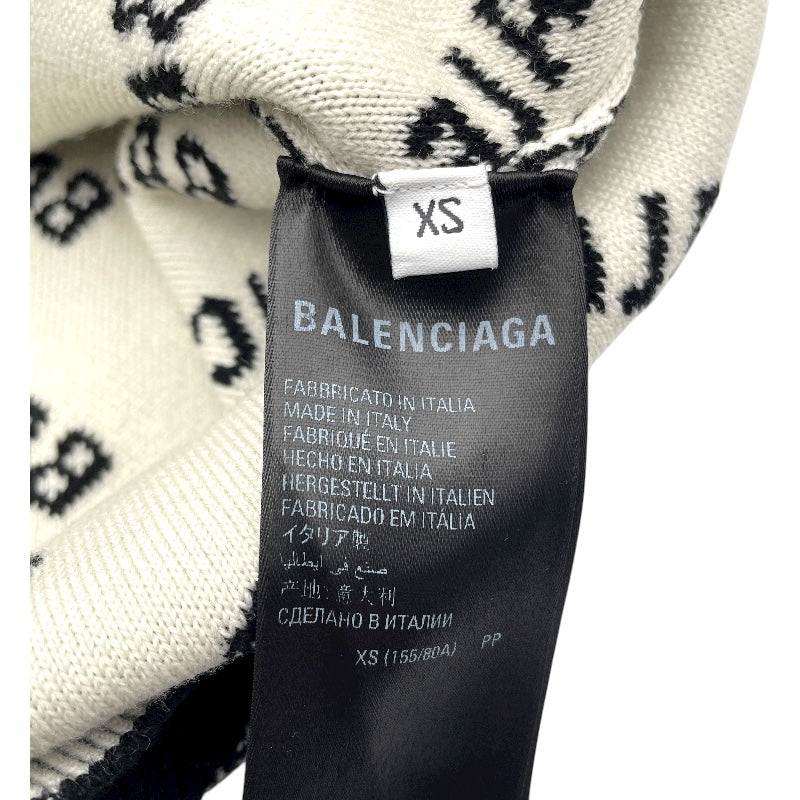 XS
BALENCIAGA
FABBRICATO IN ITALIA
MADE IN ITALY
FABRIQUÉ EN ITALIE
HECHO EN ITALIA
HERGESTELLT IN ITALIEN
FABRICADO EM ITÁLIA
イタリア製
صنع في ايطاليا
产地: 意大利
СДЕЛАНО В ИТАЛИИ
XS (155/80A) PP